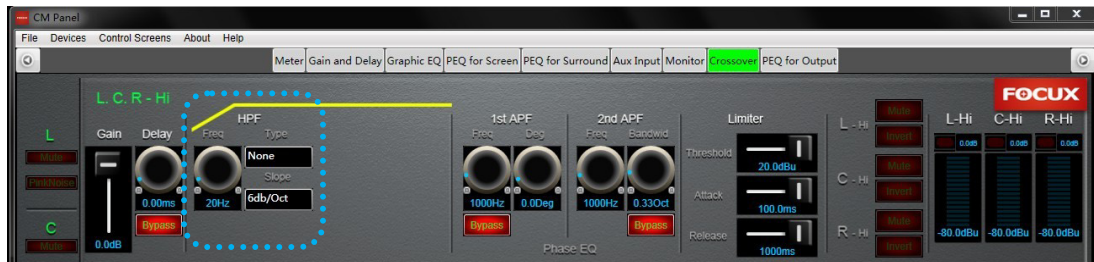 CM Panel
File Devices Control Screens About Help
Meter Gain and Delay Graphic EQ PEQ for Screen PEQ for Surround Aux Input Monitor Crossover PEQ for Output
FOCUX
L. C. R - Hi
HPF 1st APF 2nd APF Limiter
L Gain Delay Freq Type Freq Deg Freq Bandwid
Mute
PinkNoise
C
Mute
0.0dB
0.00ms
Bypass
20Hz
None
Slope
6db/Oct
1000Hz 0.0Deg
Bypass
1000Hz 0.33Oct
Bypass
Phase EQ
Threshold
20.0dBu
Attack
100.0ms
Release
1000ms
L - Hi Mute
Invert
C - Hi Mute
Invert
R - Hi Mute
Invert
L-Hi C-Hi R-Hi
0.0dB 0.0dB 0.0dB
-80.0dBu -80.0dBu -80.0dBu